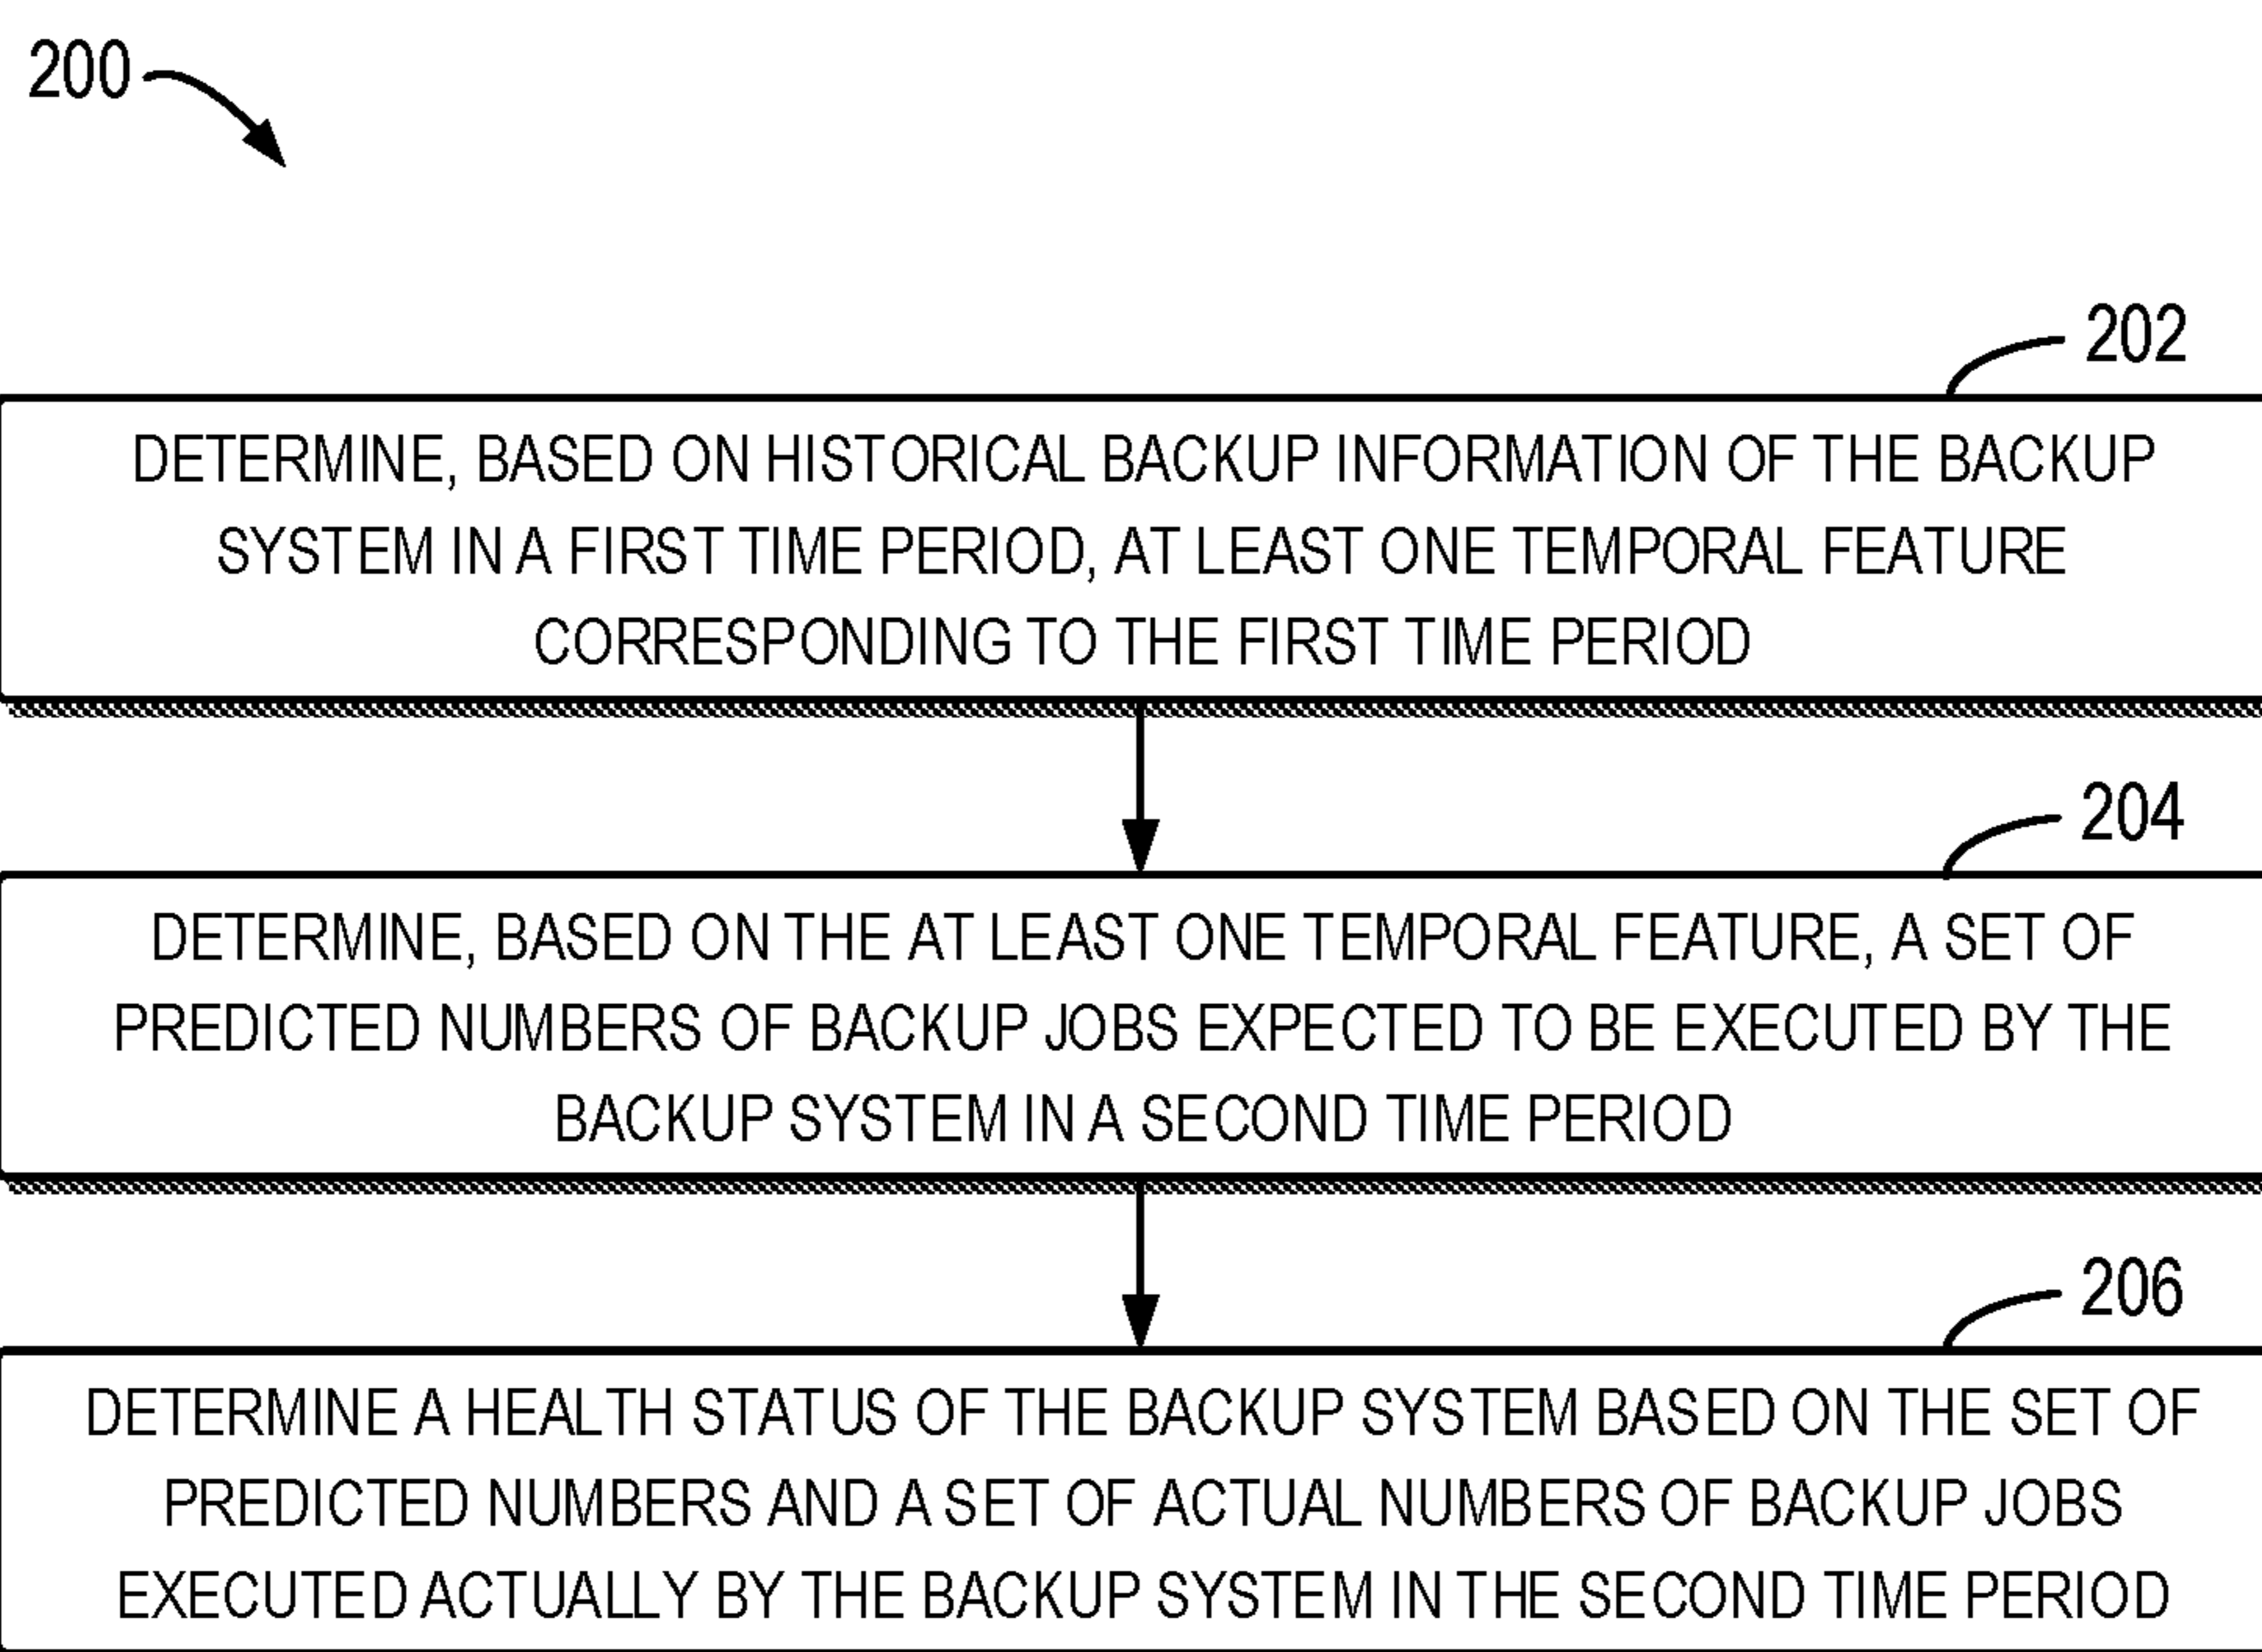 200
202
DETERMINE, BASED ON HISTORICAL BACKUP INFORMATION OF THE BACKUP
SYSTEM IN A FIRST TIME PERIOD, AT LEAST ONE TEMPORAL FEATURE
CORRESPONDING TO THE FIRST TIME PERIOD
204
DETERMINE, BASED ON THE AT LEAST ONE TEMPORAL FEATURE, A SET OF
PREDICTED NUMBERS OF BACKUP JOBS EXPECTED TO BE EXECUTED BY THE
BACKUP SYSTEM IN A SECOND TIME PERIOD
206
DETERMINE A HEALTH STATUS OF THE BACKUP SYSTEM BASED ON THE SET OF
PREDICTED NUMBERS AND A SET OF ACTUAL NUMBERS OF BACKUP JOBS
EXECUTED ACTUALLY BY THE BACKUP SYSTEM IN THE SECOND TIME PERIOD